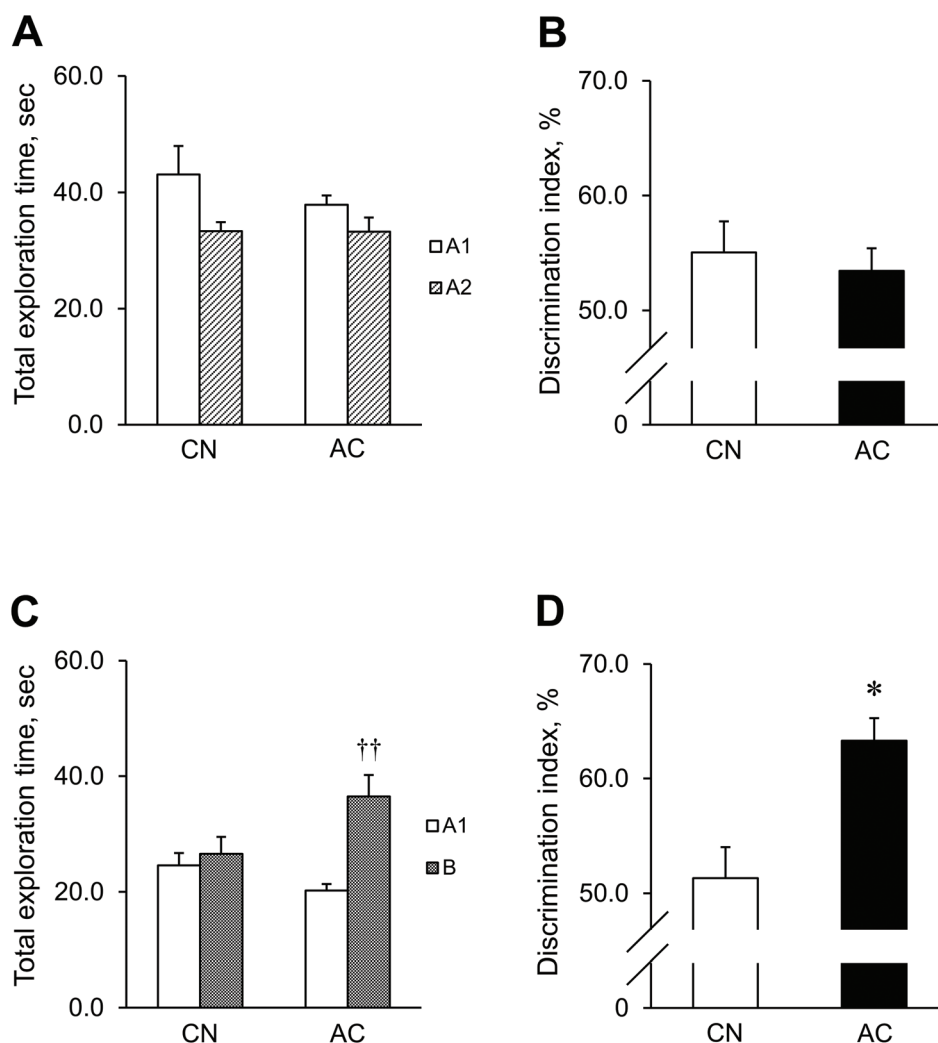 A
Total exploration time, sec
60.0
40.0
20.0
0.0
CN
AC
A1
A2
B
Discrimination index, %
70.0
60.0
50.0
0
CN
AC
C
Total exploration time, sec
60.0
40.0
20.0
0.0
††
CN
AC
A1
B
D
Discrimination index, %
70.0
60.0
50.0
0
*
CN
AC